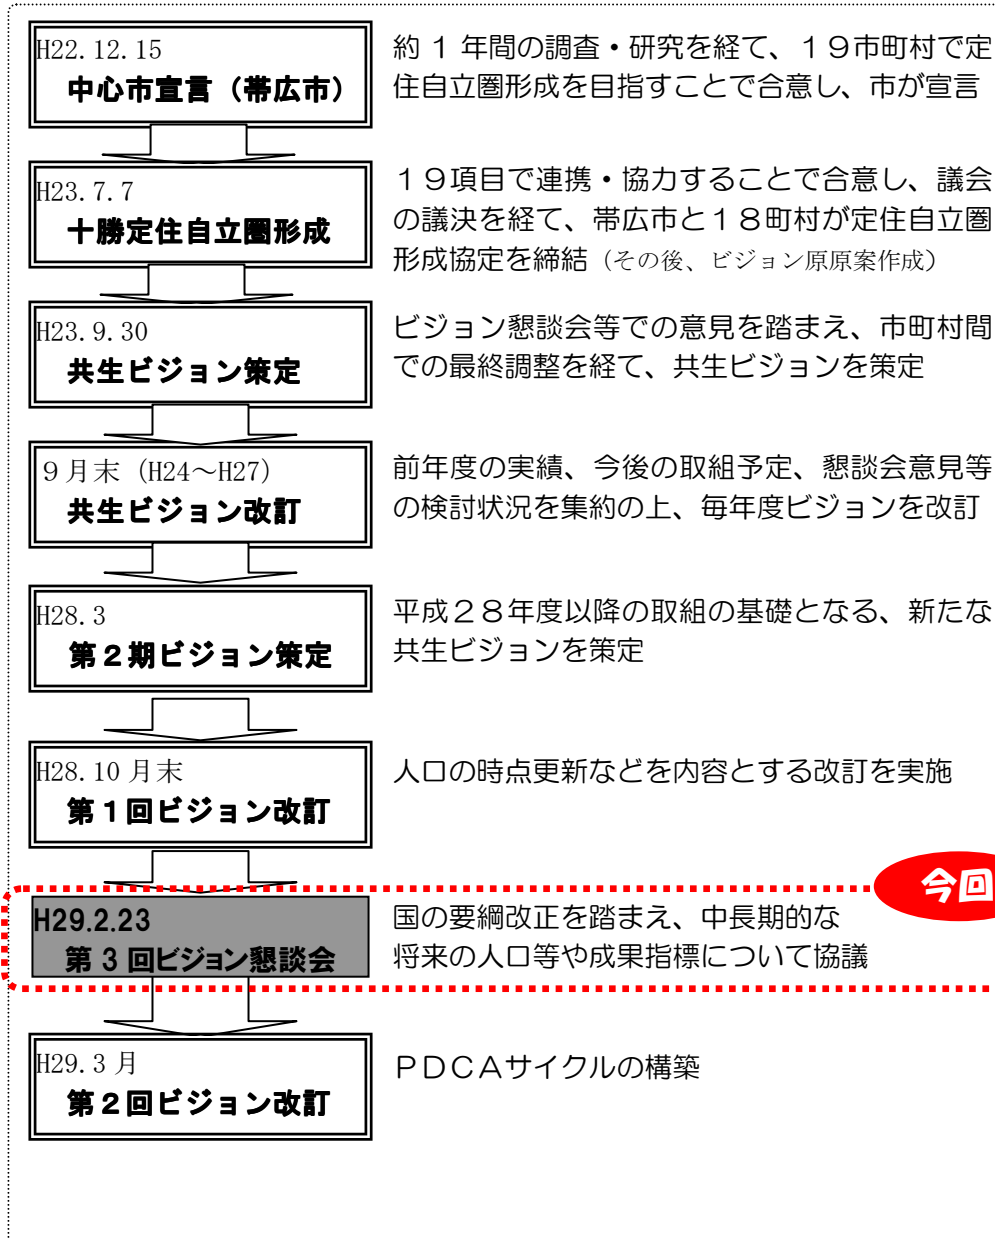 H22.12.15
中心市宣言（帯広市）
約 1 年間の調査・研究を経て、１９市町村で定
住自立圏形成を目指すことで合意し、市が宣言
H23.7.7
十勝定住自立圏形成
１９項目で連携・協力することで合意し、議会
の議決を経て、帯広市と１８町村が定住自立圏
形成協定を締結（その後、ビジョン原原案作成）
H23.9.30
共生ビジョン策定
ビジョン懇談会等での意見を踏まえ、市町村間
での最終調整を経て、共生ビジョンを策定
９月末（H24～H27）
共生ビジョン改訂
前年度の実績、今後の取組予定、懇談会意見等
の検討状況を集約の上、毎年度ビジョンを改訂
H28.3
第２期ビジョン策定
平成２８年度以降の取組の基礎となる、新たな
共生ビジョンを策定
H28.10 月末
第１回ビジョン改訂
人口の時点更新などを内容とする改訂を実施
今回
H29.2.23
第 3 回ビジョン懇談会
国の要綱改正を踏まえ、中長期的な
将来の人口等や成果指標について協議
H29.3 月
第２回ビジョン改訂
ＰＤＣＡサイクルの構築